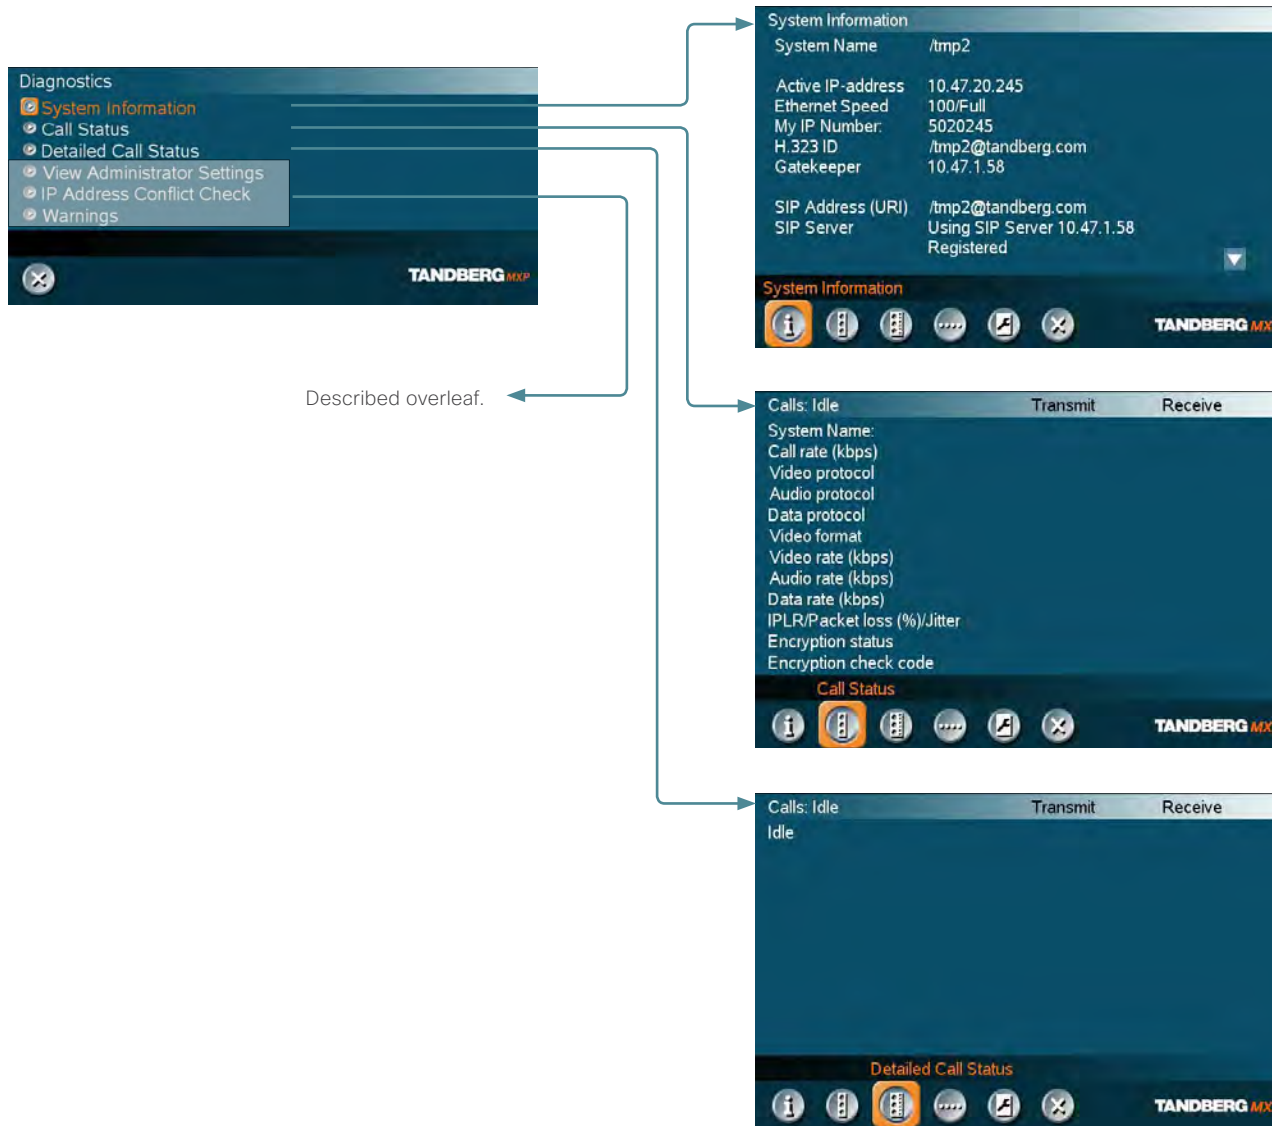 Diagnostics
System Information
Call Status
Detailed Call Status
View Administrator Settings
IP Address Conflict Check
Warnings
TANDBERG MXP
Described overleaf.
System Information
System Name /tmp2
Active IP-address 10.47.20.245
Ethernet Speed 100/Full
My IP Number: 5020245
H.323 ID /tmp2@tandberg.com
Gatekeeper 10.47.1.58
SIP Address (URI) /tmp2@tandberg.com
SIP Server Using SIP Server 10.47.1.58
Registered
System Information
TANDBERG MX
Calls: Idle Transmit Receive
System Name:
Call rate (kbps)
Video protocol
Audio protocol
Data protocol
Video format
Video rate (kbps)
Audio rate (kbps)
Data rate (kbps)
IPLR/Packet loss (%)/Jitter
Encryption status
Encryption check code
Call Status
TANDBERG MX
Calls: Idle Transmit Receive
Idle
Detailed Call Status
TANDBERG MX